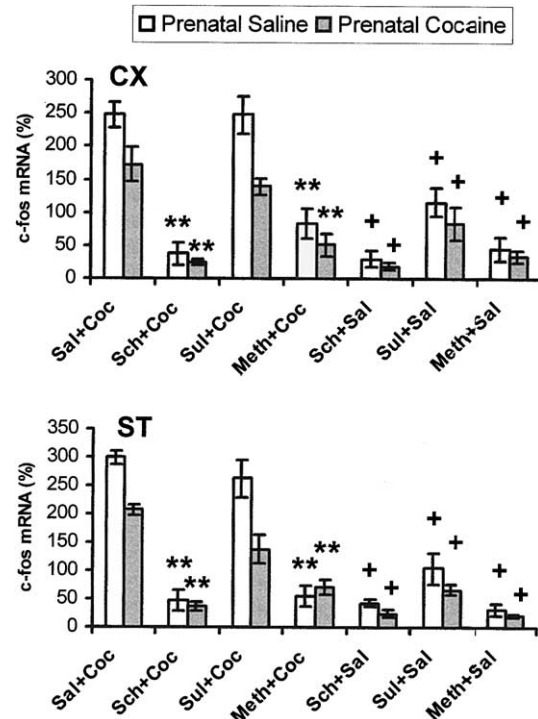 Prenatal Saline Prenatal Cocaine
CX
c-fos mRNA (%)
300
250
200
150
100
50
0
** ** ** ** + + + + + +
Sal+Coc Sch+Coc Sul+Coc Meth+Coc Sch+Sal Sul+Sal Meth+Sal
ST
c-fos mRNA (%)
350
300
250
200
150
100
50
0
** ** ** ** + + + + + +
Sal+Coc Sch+Coc Sul+Coc Meth+Coc Sch+Sal Sul+Sal Meth+Sal